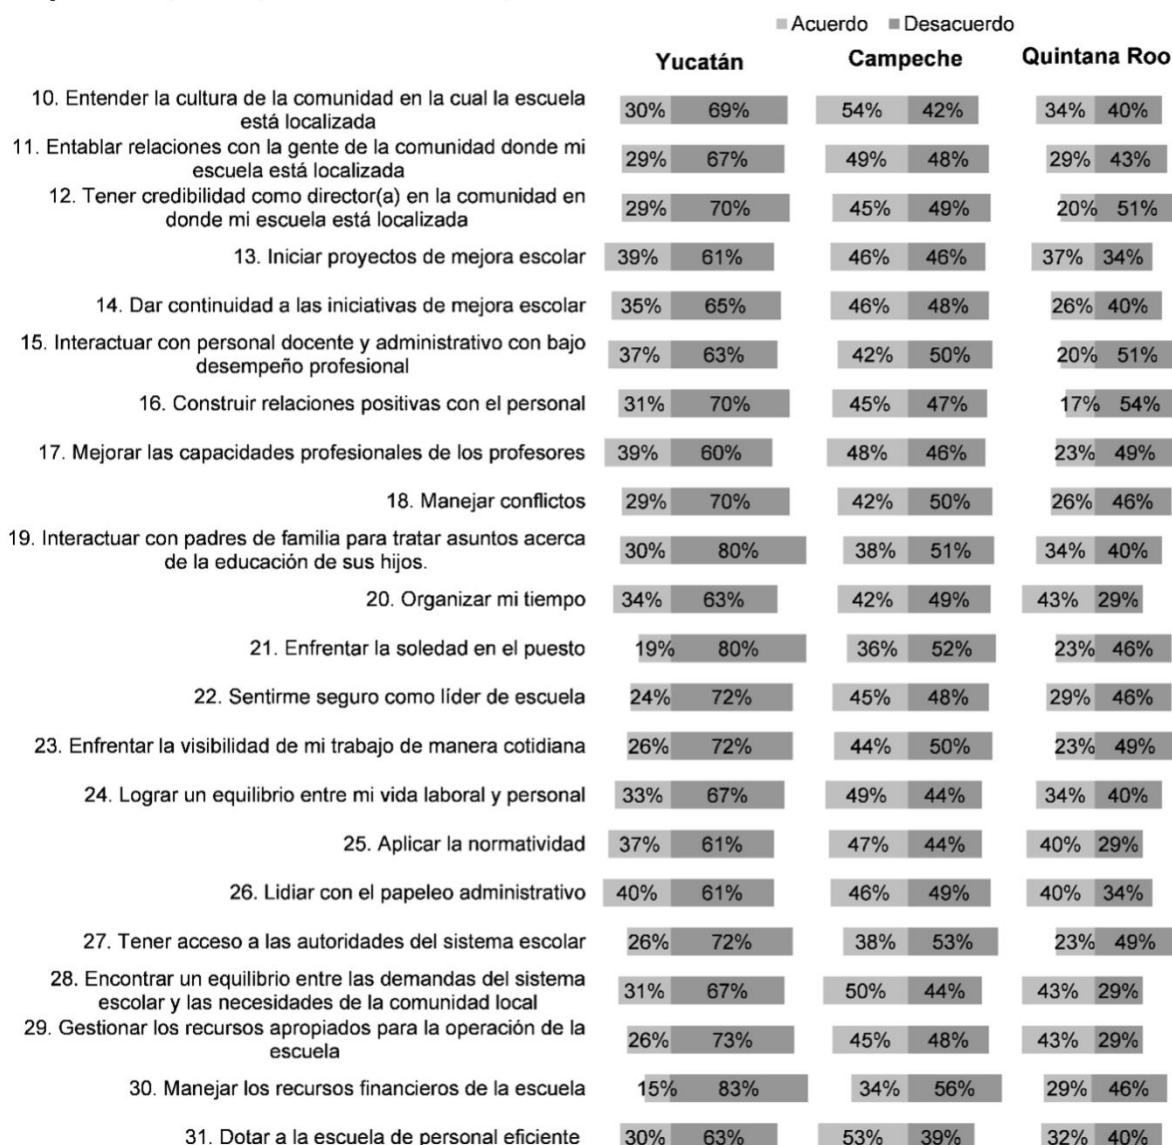 Acuerdo Desacuerdo
Yucatán Campeche Quintana Roo
10. Entender la cultura de la comunidad en la cual la escuela
está localizada
30% 69% 54% 42% 34% 40%
11. Entablar relaciones con la gente de la comunidad donde mi
escuela está localizada
29% 67% 49% 48% 29% 43%
12. Tener credibilidad como director(a) en la comunidad en
donde mi escuela está localizada
29% 70% 45% 49% 20% 51%
13. Iniciar proyectos de mejora escolar 39% 61% 46% 46% 37% 34%
14. Dar continuidad a las iniciativas de mejora escolar 35% 65% 46% 48% 26% 40%
15. Interactuar con personal docente y administrativo con bajo
desempeño profesional
37% 63% 42% 50% 20% 51%
16. Construir relaciones positivas con el personal 31% 70% 45% 47% 17% 54%
17. Mejorar las capacidades profesionales de los profesores 39% 60% 48% 46% 23% 49%
18. Manejar conflictos 29% 70% 42% 50% 26% 46%
19. Interactuar con padres de familia para tratar asuntos acerca
de la educación de sus hijos.
30% 80% 38% 51% 34% 40%
20. Organizar mi tiempo 34% 63% 42% 49% 43% 29%
21. Enfrentar la soledad en el puesto 19% 80% 36% 52% 23% 46%
22. Sentirme seguro como líder de escuela 24% 72% 45% 48% 29% 46%
23. Enfrentar la visibilidad de mi trabajo de manera cotidiana 26% 72% 44% 50% 23% 49%
24. Lograr un equilibrio entre mi vida laboral y personal 33% 67% 49% 44% 34% 40%
25. Aplicar la normatividad 37% 61% 47% 44% 40% 29%
26. Lidiar con el papeleo administrativo 40% 61% 46% 49% 40% 34%
27. Tener acceso a las autoridades del sistema escolar 26% 72% 38% 53% 23% 49%
28. Encontrar un equilibrio entre las demandas del sistema
escolar y las necesidades de la comunidad local
31% 67% 50% 44% 43% 29%
29. Gestionar los recursos apropiados para la operación de la
escuela
26% 73% 45% 48% 43% 29%
30. Manejar los recursos financieros de la escuela 15% 83% 34% 56% 29% 46%
31. Dotar a la escuela de personal eficiente 30% 63% 53% 39% 32% 40%